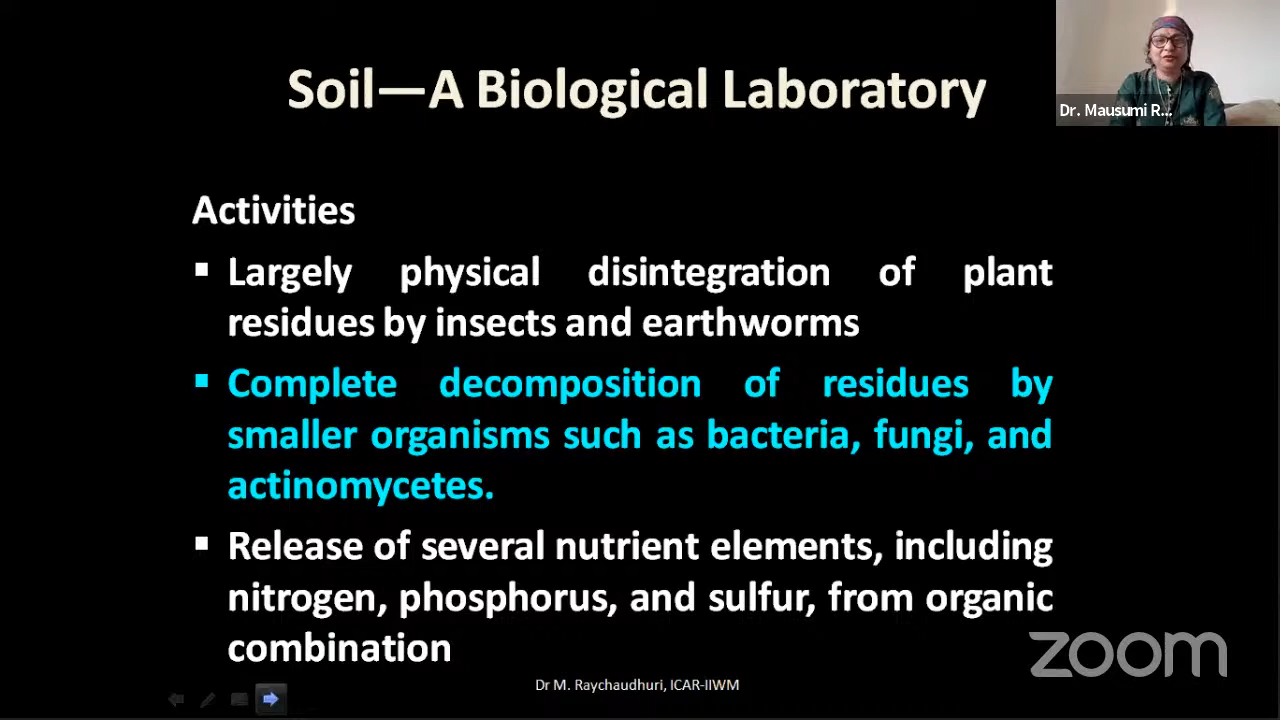 Soil—A Biological Laboratory
Dr. Mausumi R...
Activities
▪ Largely physical disintegration of plant
residues by insects and earthworms
▪ Complete decomposition of residues by
smaller organisms such as bacteria, fungi, and
actinomycetes.
▪ Release of several nutrient elements, including
nitrogen, phosphorus, and sulfur, from organic
combination
zoom
Dr M. Raychaudhuri, ICAR-IIWM